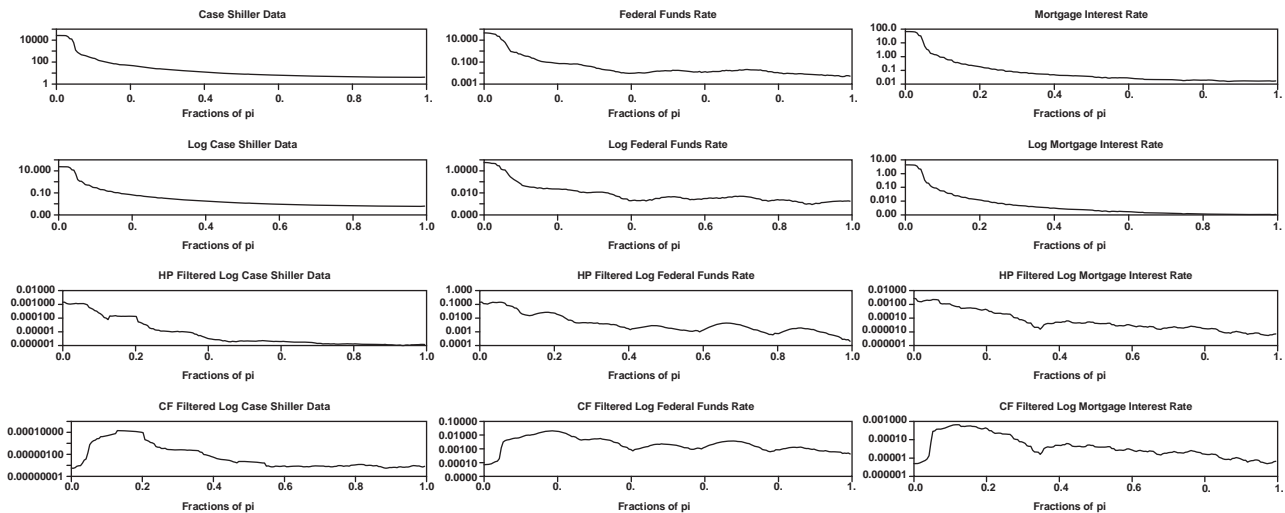 Case Shiller Data
10000
100
1
0.0 0. 0.4 0. 0.8 1.
Fractions of pi
Federal Funds Rate
10.000
0.100
0.001
0.0 0. 0.4 0. 0. 1.
Fractions of pi
Mortgage Interest Rate
100.0
10.0
1.00
0.1
0.01
0.0 0.2 0.4 0. 0. 1.
Fractions of pi
Log Case Shiller Data
10.000
0.10
0.00
0.0 0. 0.4 0. 0.8 1.0
Fractions of pi
Log Federal Funds Rate
1.0000
0.010
0.000
0.0 0. 0. 0.6 0.8 1.0
Fractions of pi
Log Mortgage Interest Rate
10.00
1.00
0.10
0.010
0.00
0.0 0.2 0.4 0. 0.8 1.
Fractions of pi
HP Filtered Log Case Shiller Data
0.01000
0.001000
0.000100
0.00001
0.000001
0.0 0.2 0. 0. 0. 1.0
Fractions of pi
HP Filtered Log Federal Funds Rate
1.000
0.1000
0.0100
0.001
0.0001
0.0 0. 0.4 0.6 0. 1.0
Fractions of pi
HP Filtered Log Mortgage Interest Rate
0.01000
0.00100
0.000100
0.000010
0.000001
0.0 0. 0.4 0.6 0. 1.0
Fractions of pi
CF Filtered Log Case Shiller Data
0.00010000
0.00000100
0.00000001
0.0 0.2 0.4 0.6 0.8 1.0
Fractions of pi
CF Filtered Log Federal Funds Rate
0.10000
0.01000
0.00100
0.00010
0.00000
0.0 0. 0. 0. 0. 1.
Fractions of pi
CF Filtered Log Mortgage Interest Rate
0.001000
0.00010
0.00001
0.000001
0.0 0.2 0.4 0.6 0. 1.
Fractions of pi